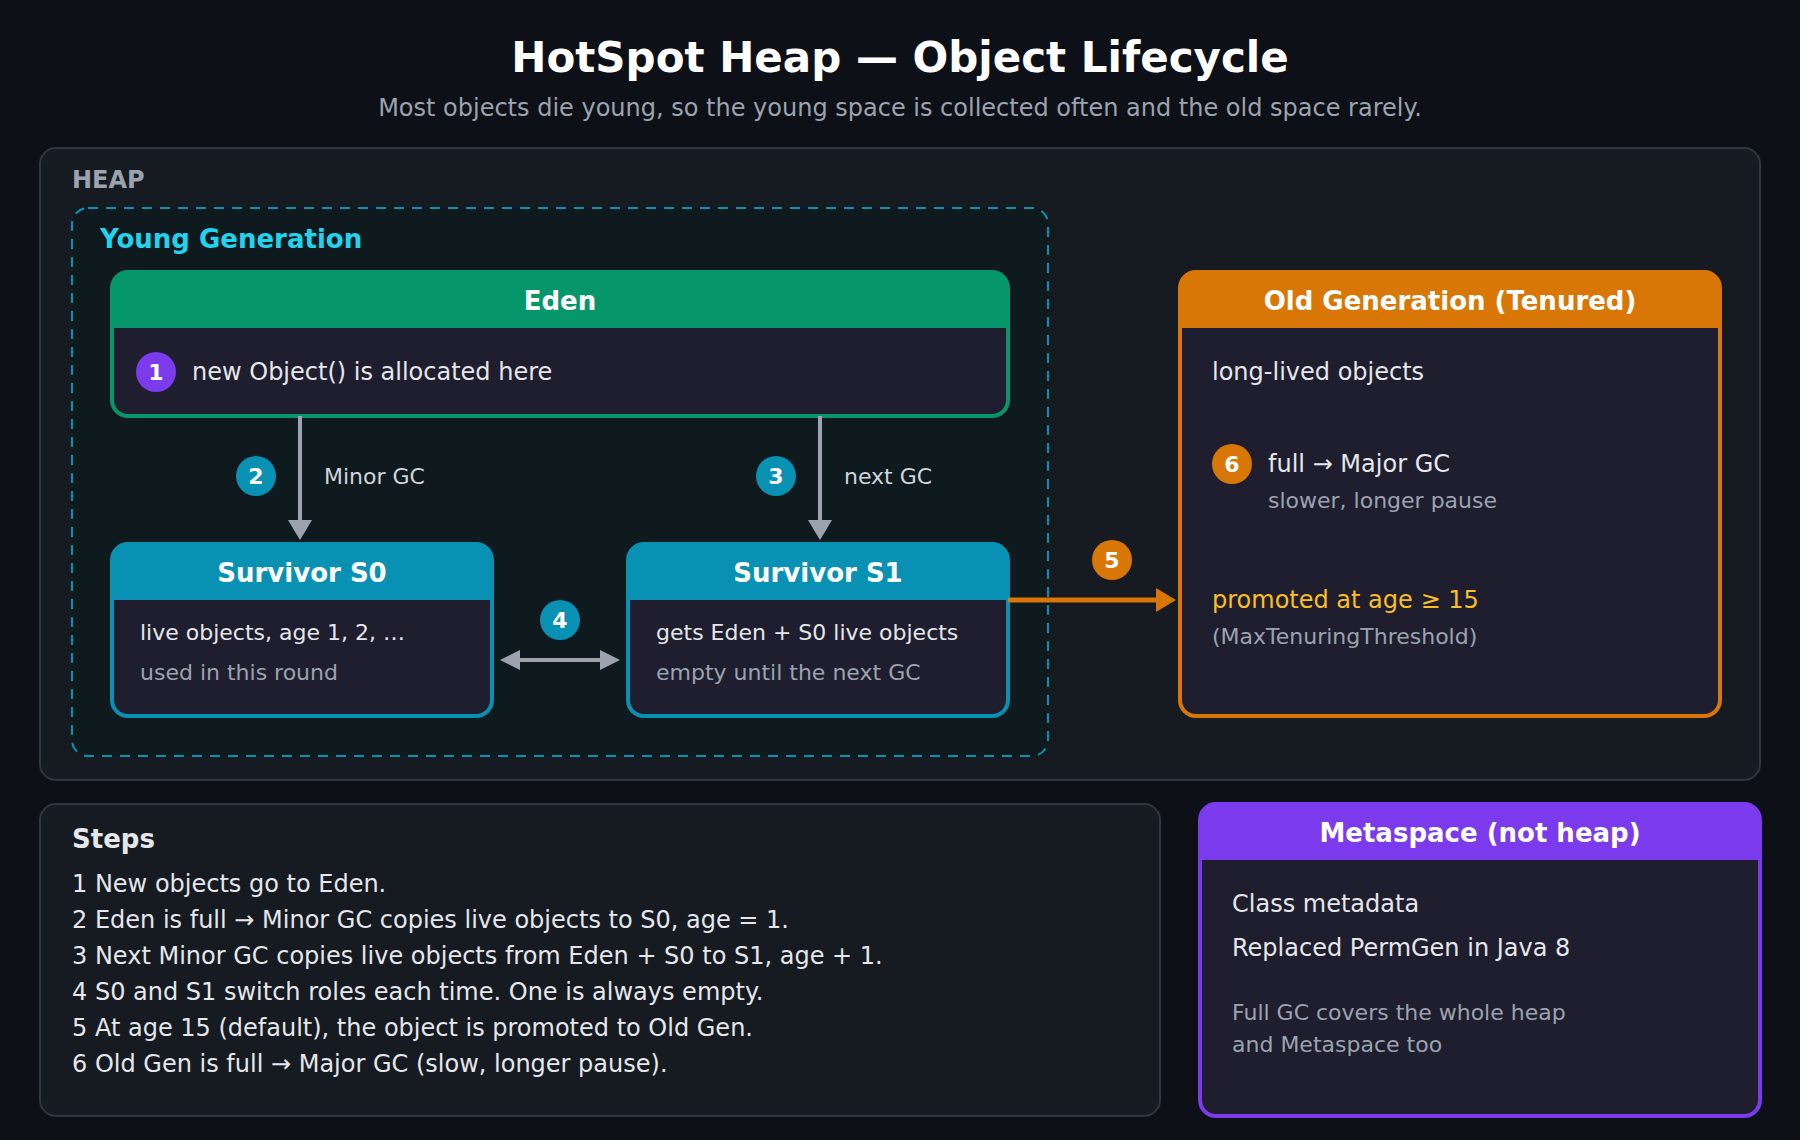 HotSpot Heap — Object Lifecycle
Most objects die young, so the young space is collected often and the old space rarely.
HEAP
Young Generation
Eden
1 new Object() is allocated here
2 Minor GC
3 next GC
Survivor S0
live objects, age 1, 2, …
used in this round
4
Survivor S1
gets Eden + S0 live objects
empty until the next GC
5
Old Generation (Tenured)
long-lived objects
6 full → Major GC
slower, longer pause
promoted at age ≥ 15
(MaxTenuringThreshold)
Steps
1 New objects go to Eden.
2 Eden is full → Minor GC copies live objects to S0, age = 1.
3 Next Minor GC copies live objects from Eden + S0 to S1, age + 1.
4 S0 and S1 switch roles each time. One is always empty.
5 At age 15 (default), the object is promoted to Old Gen.
6 Old Gen is full → Major GC (slow, longer pause).
Metaspace (not heap)
Class metadata
Replaced PermGen in Java 8
Full GC covers the whole heap
and Metaspace too